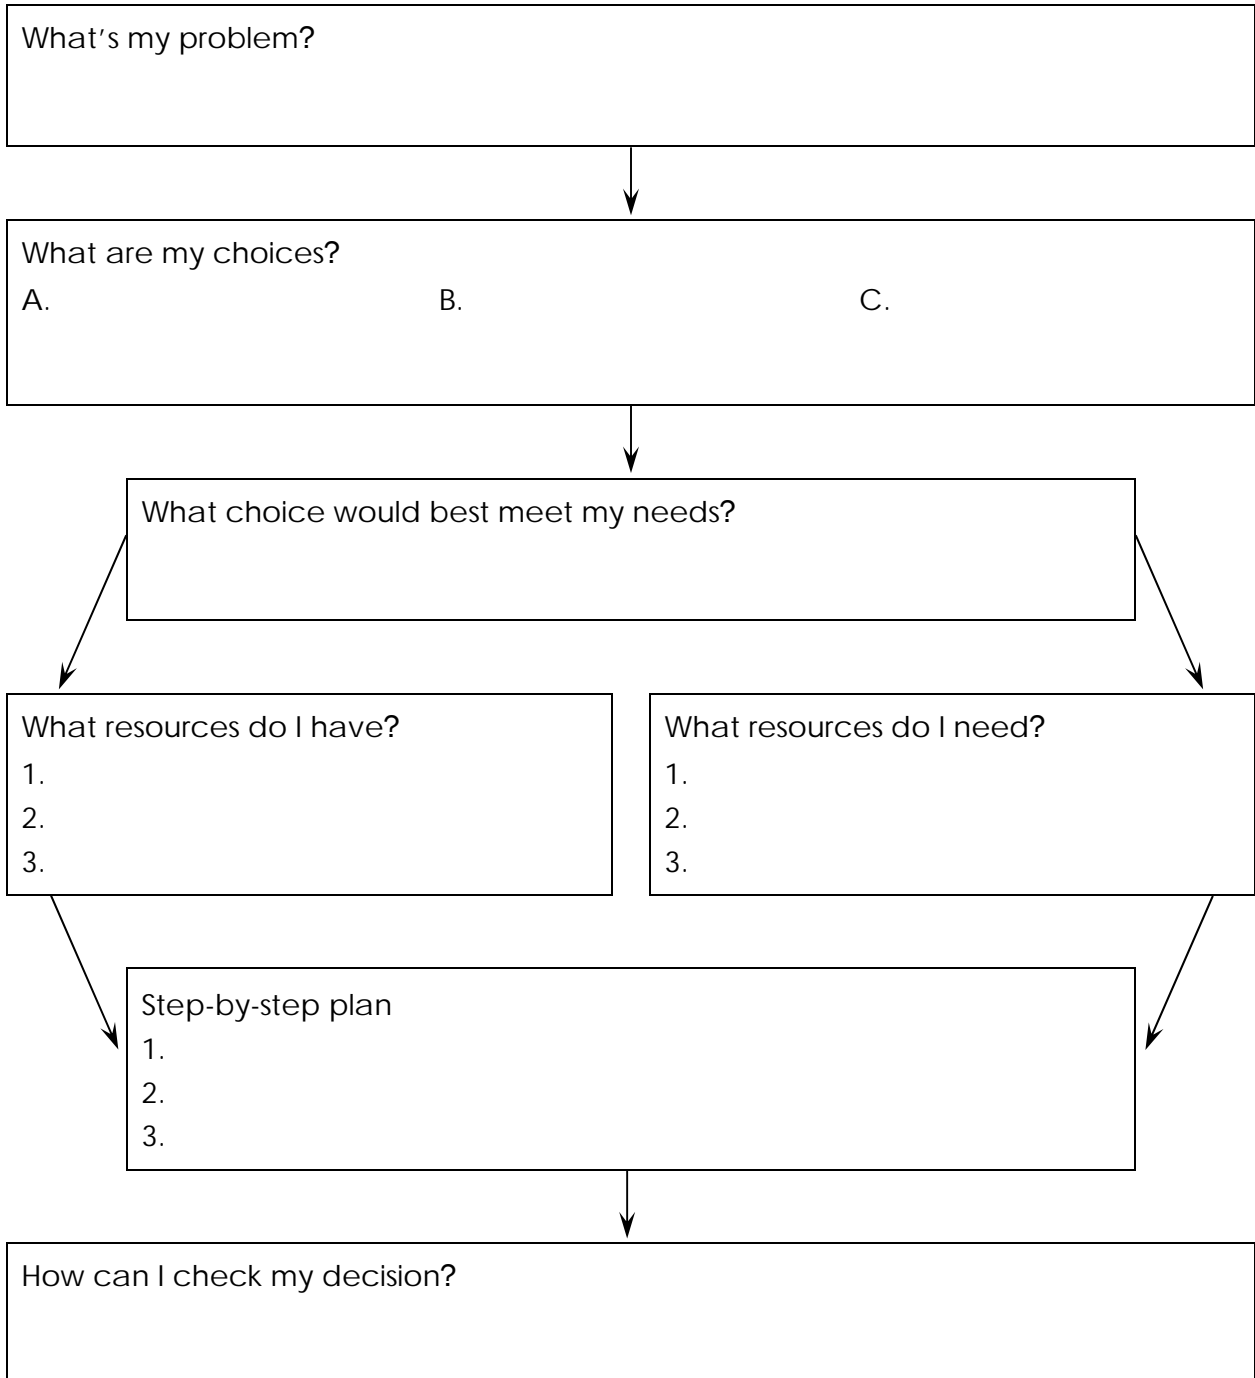 What's my problem?
What are my choices?
A. B. C.
What choice would best meet my needs?
What resources do I have?
1.
2.
3.
What resources do I need?
1.
2.
3.
Step-by-step plan
1.
2.
3.
How can I check my decision?